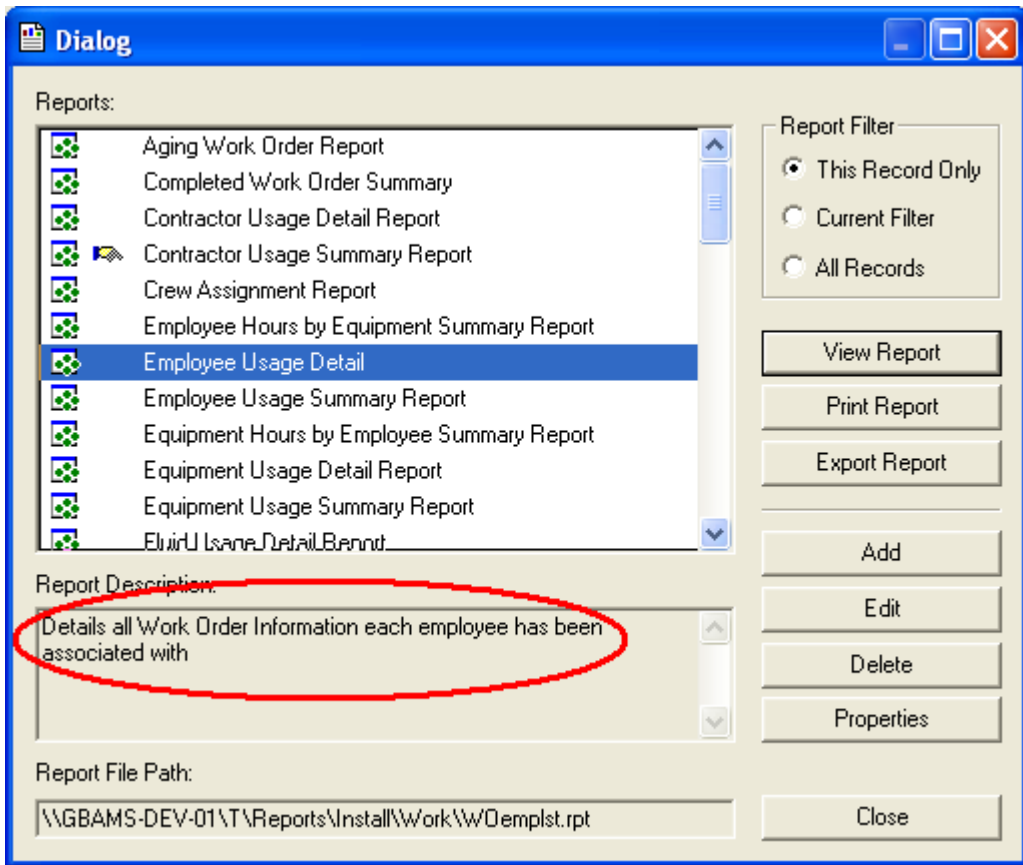 Dialog
Reports:
Aging Work Order Report
Completed Work Order Summary
Contractor Usage Detail Report
Contractor Usage Summary Report
Crew Assignment Report
Employee Hours by Equipment Summary Report
Employee Usage Detail
Employee Usage Summary Report
Equipment Hours by Employee Summary Report
Equipment Usage Detail Report
Equipment Usage Summary Report
Fluid Usage Detail Report
Report Description:
Details all Work Order Information each employee has been
associated with
Report File Path:
\\GBAMS-DEV-01\T\Reports\Install\Work\WOemplst.rpt
Report Filter
This Record Only
Current Filter
All Records
View Report
Print Report
Export Report
Add
Edit
Delete
Properties
Close